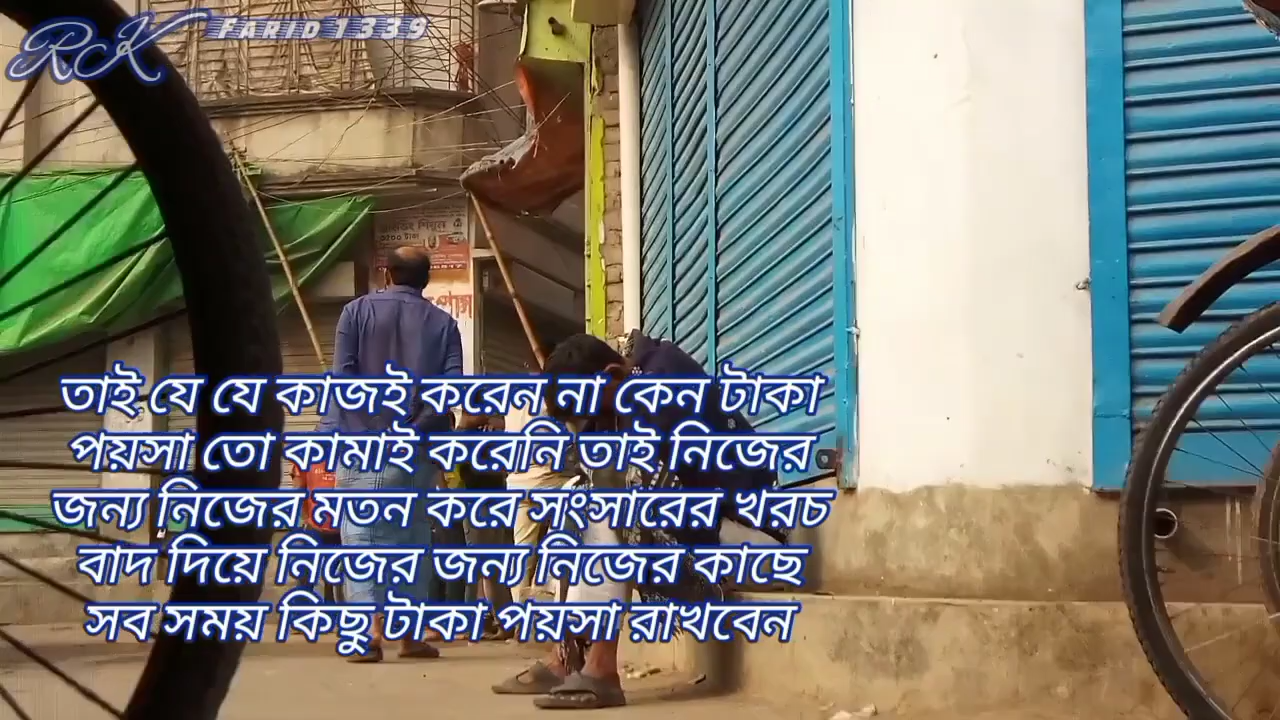 RK Farid 1339
তাই যে যে কাজই করেন না কেন টাকা
পয়সা তো কামাই করেনি তাই নিজের
জন্য নিজের মতন করে সংসারের খরচ
বাদ দিয়ে নিজের জন্য নিজের কাছে
সব সময় কিছু টাকা পয়সা রাখবেন